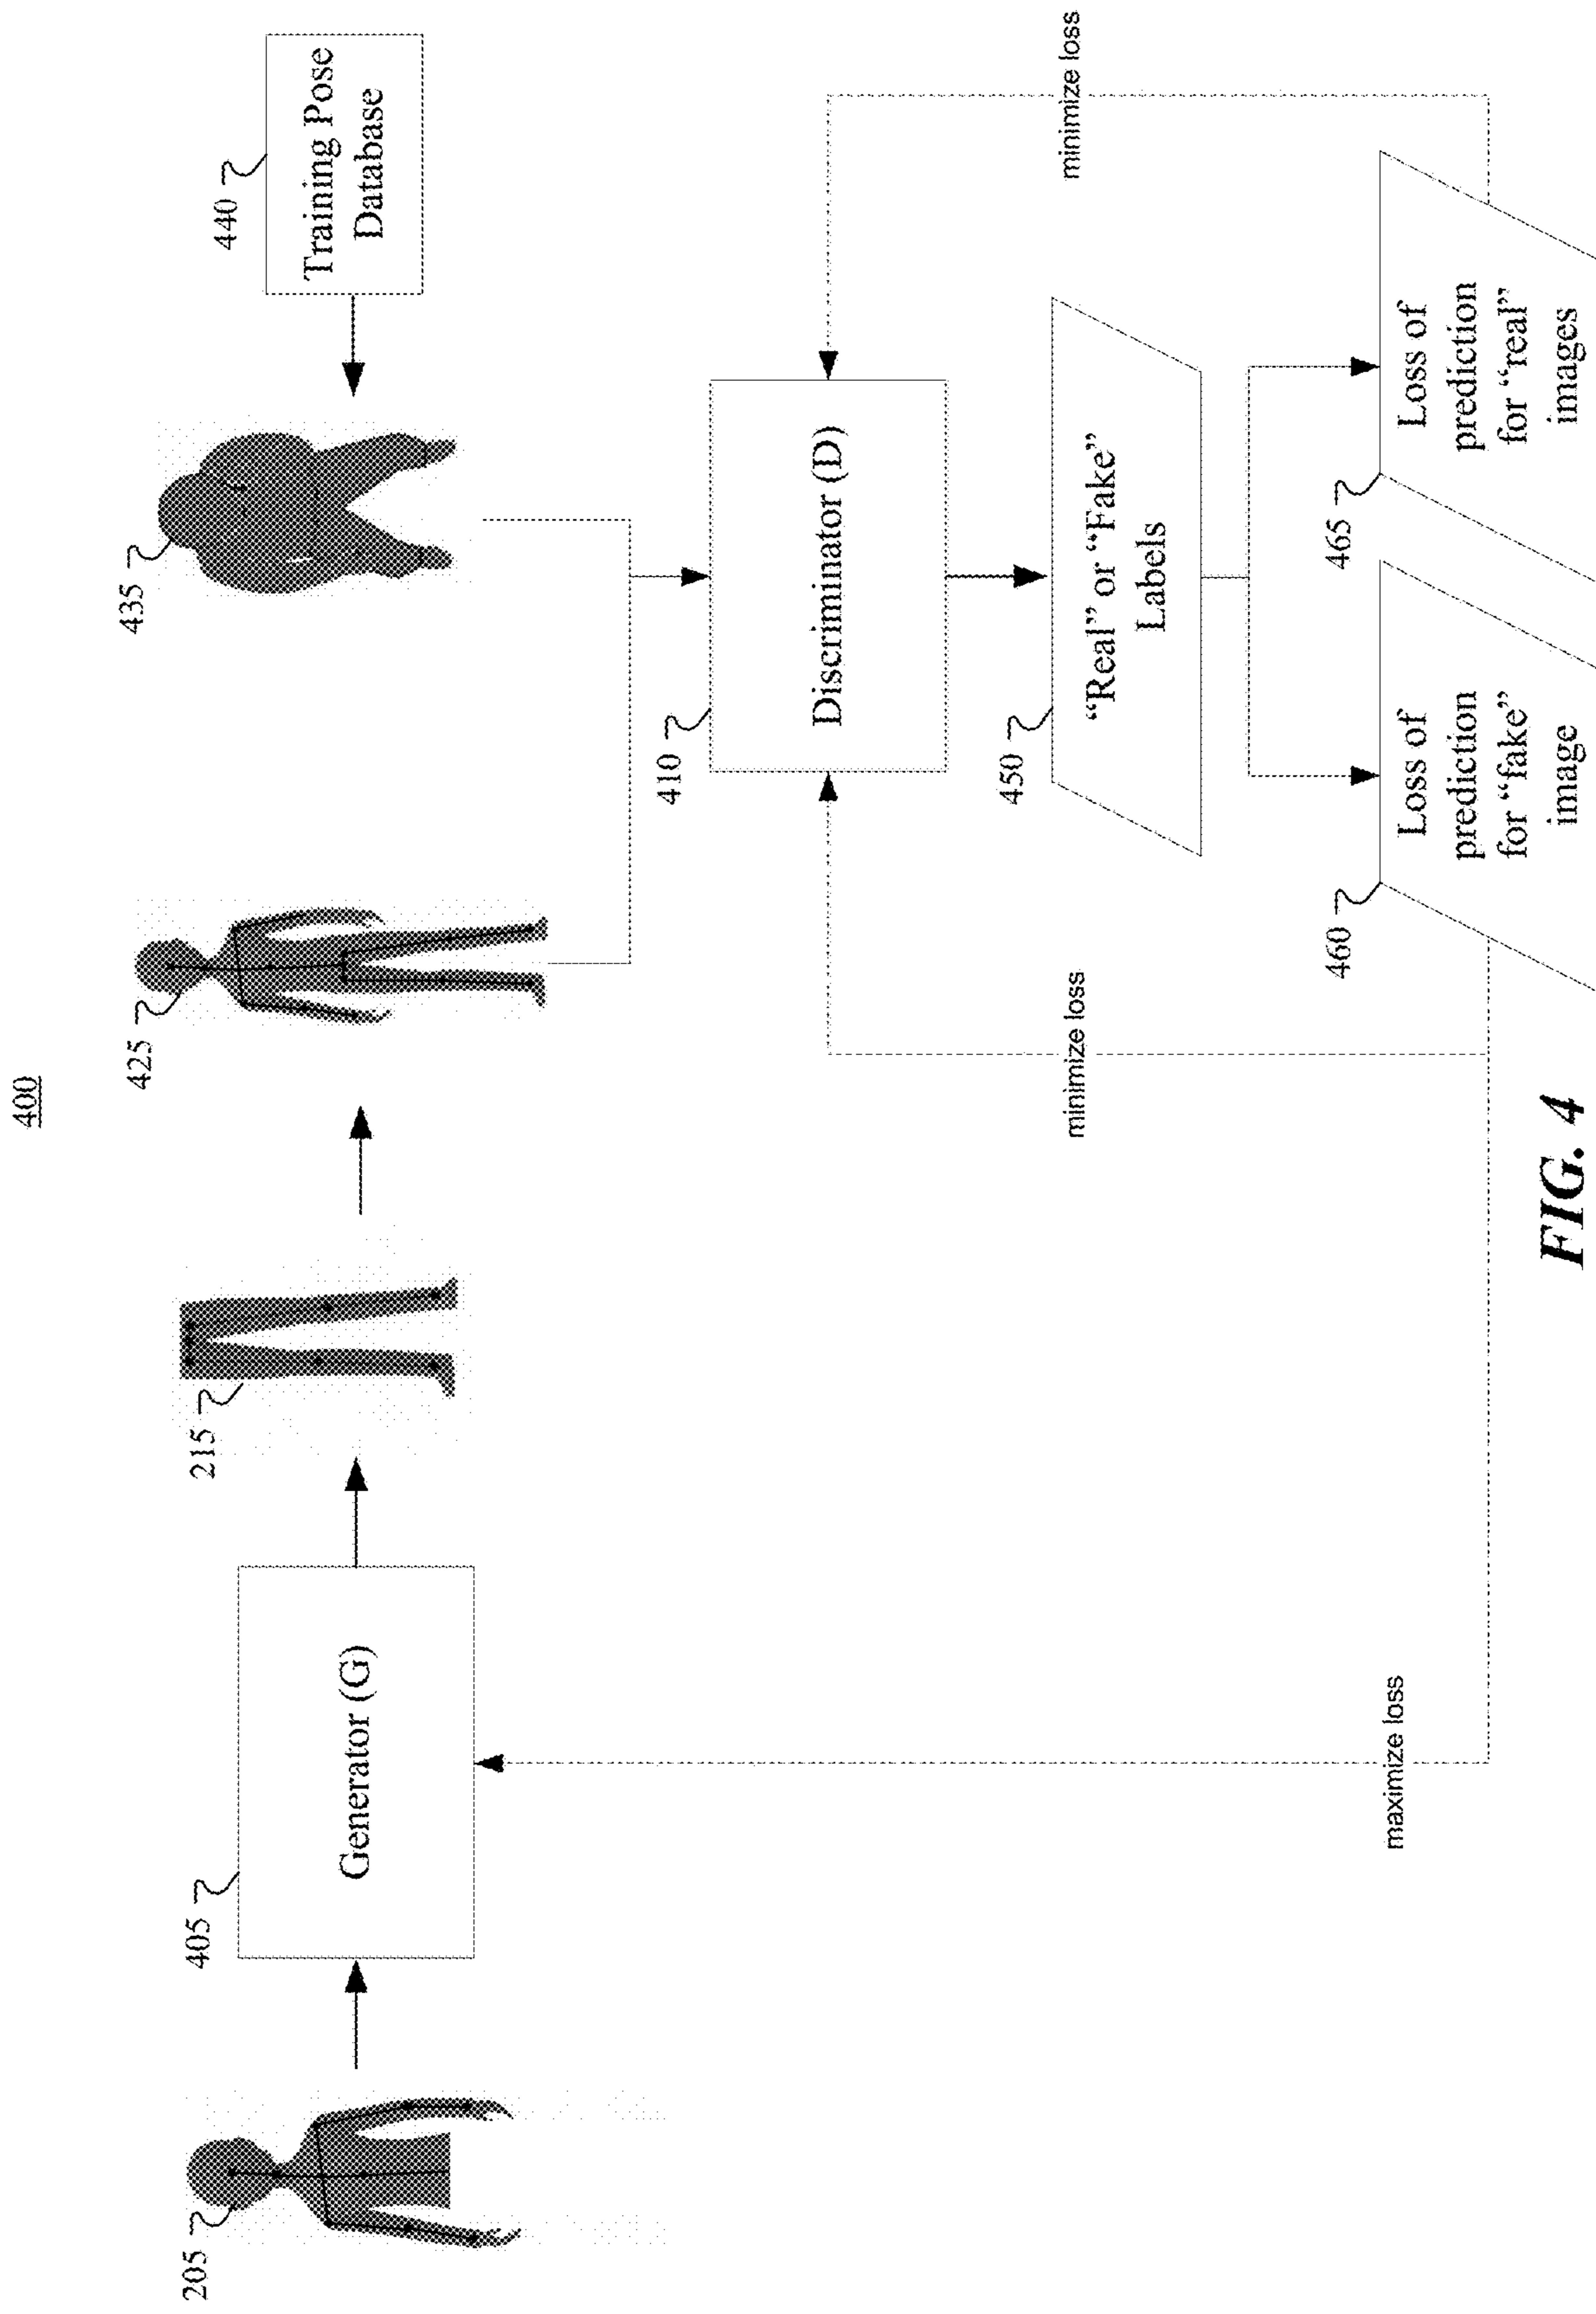 400
205
405
Generator (G)
215
425
435
440
Training Pose
Database
410
Discriminator (D)
450
“Real” or “Fake”
Labels
460
Loss of
prediction
for “fake”
image
465
Loss of
prediction
for “real”
images
maximize loss
minimize loss
minimize loss
FIG. 4